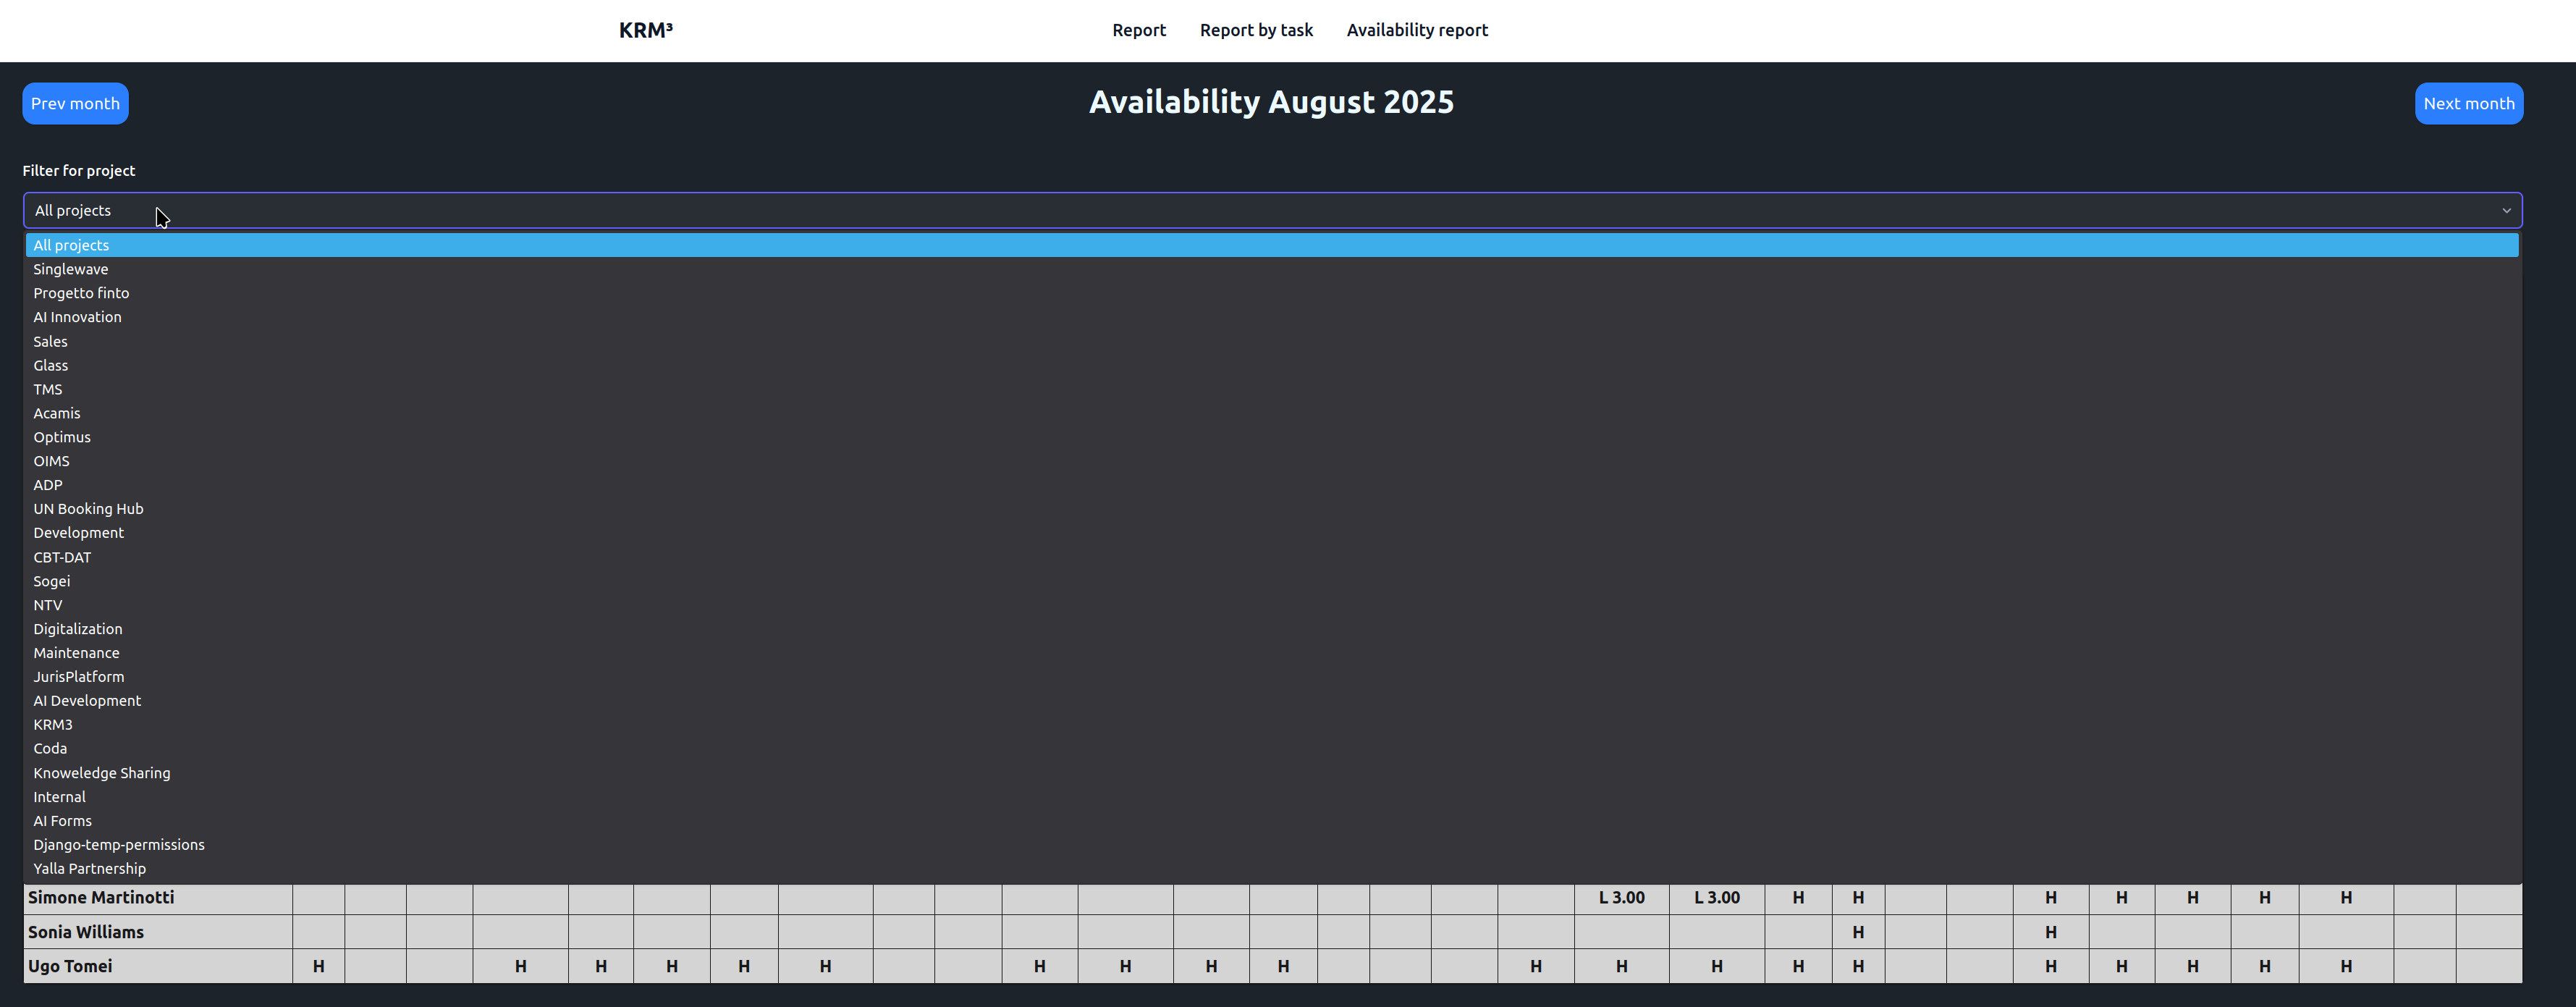 KRM³ Report Report by task Availability report
Prev month Availability August 2025 Next month
Filter for project
All projects
All projects
Singlewave
Progetto finto
AI Innovation
Sales
Glass
TMS
Acamis
Optimus
OIMS
ADP
UN Booking Hub
Development
CBT-DAT
Sogei
NTV
Digitalization
Maintenance
JurisPlatform
AI Development
KRM3
Coda
Knoweledge Sharing
Internal
AI Forms
Django-temp-permissions
Yalla Partnership
Simone Martinotti L 3.00 L 3.00 H H H H H H H
Sonia Williams H H
Ugo Tomei H H H H H H H H H H H H H H H H H H H H